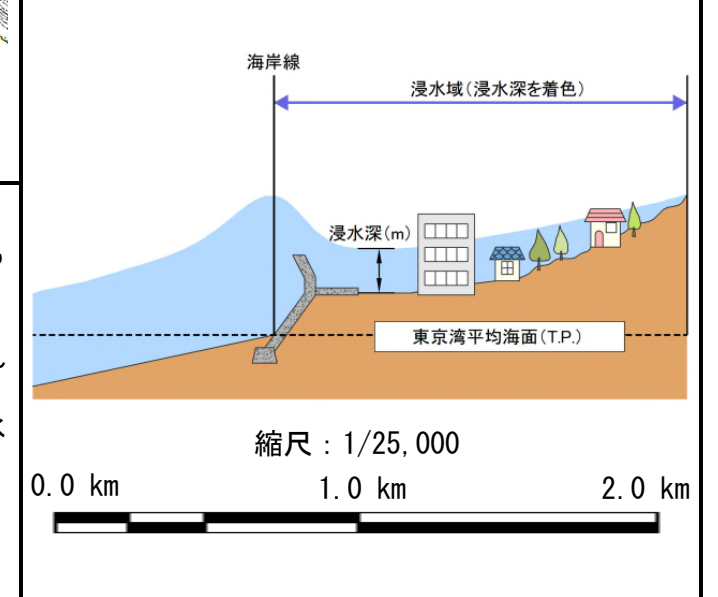 海岸線
浸水域(浸水深を着色)
浸水深(m)
東京湾平均海面(T.P.)
縮尺：1/25,000
0.0 km 1.0 km 2.0 km